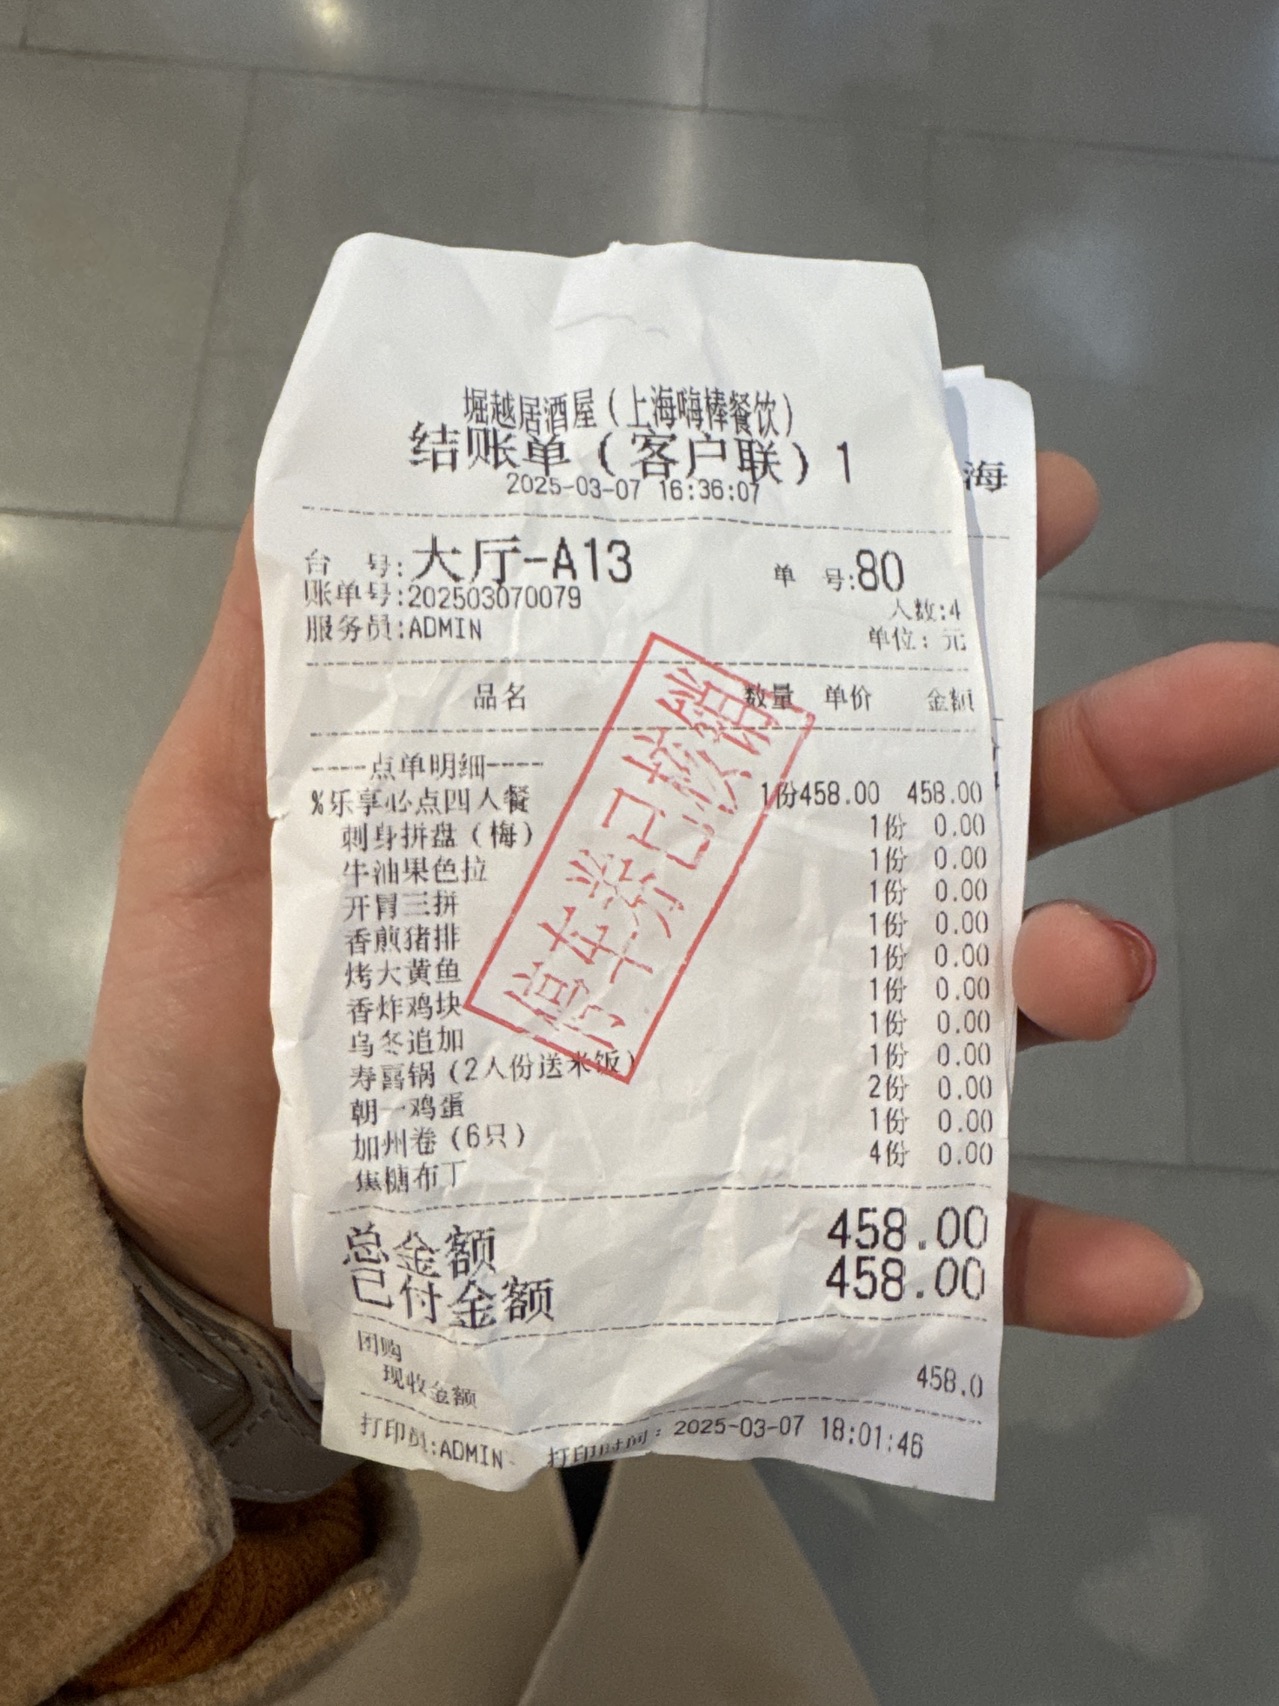 堀越居酒屋(上海嗨棒餐饮)
结账单(客户联)1
2025-03-07 16:36:07
海
台 号:大厅-A13 单 号:80
账单号:202503070079 人数:4
服务员:ADMIN 单位: 元
品名 数量 单价 金额
----点单明细----
%乐享必点四人餐 1份458.00 458.00
刺身拼盘(梅) 1份 0.00
牛油果色拉 1份 0.00
开胃三拼 1份 0.00
香煎猪排 1份 0.00
烤大黄鱼 1份 0.00
香炸鸡块 1份 0.00
乌冬追加 1份 0.00
寿喜锅(2人份送米饭) 1份 0.00
朝一鸡蛋 2份 0.00
加州卷(6只) 1份 0.00
焦糖布丁 4份 0.00
停车券已核销
总金额 458.00
已付金额 458.00
团购
现收金额 458.0
打印员:ADMIN 打印时间: 2025-03-07 18:01:46